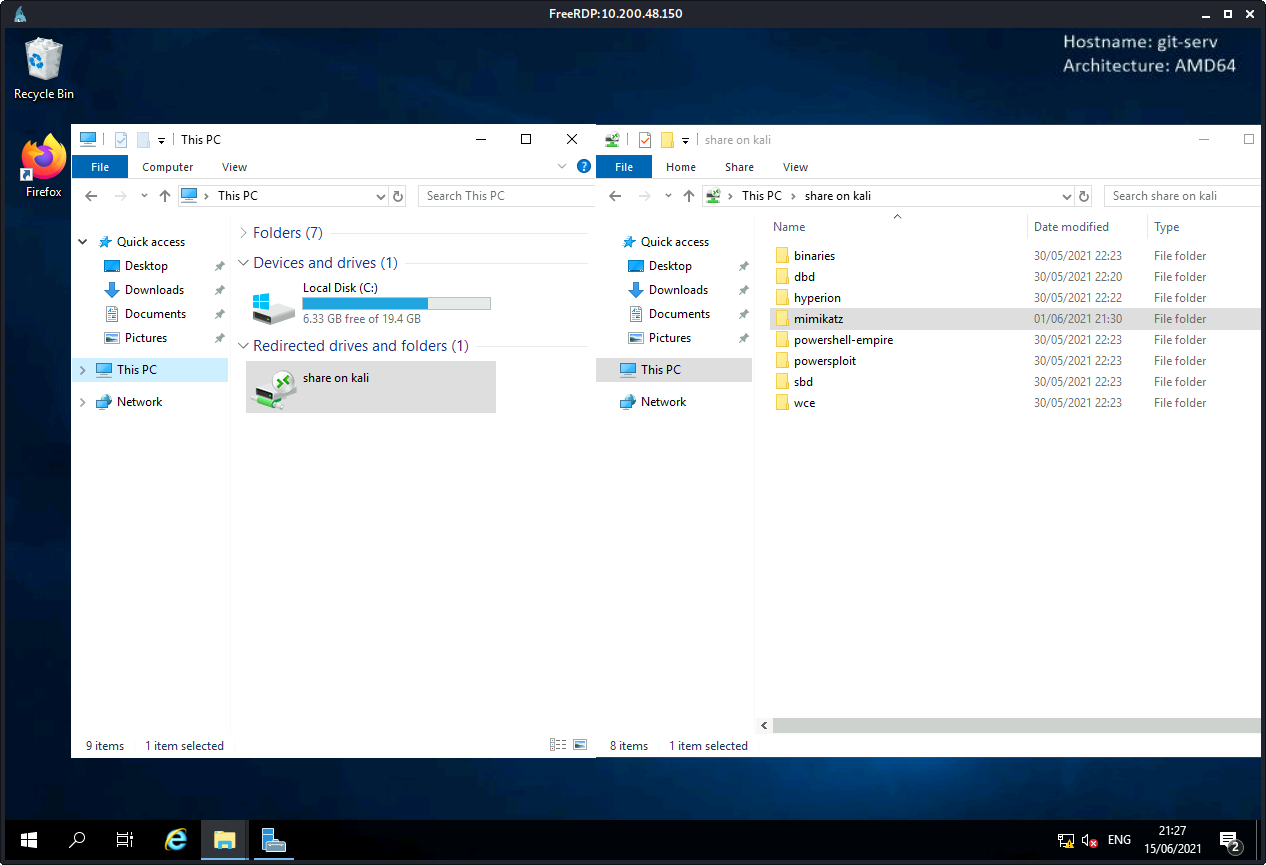 FreeRDP:10.200.48.150
Hostname: git-serv
Architecture: AMD64
Recycle Bin
Firefox
This PC
File Computer View
This PC
Search This PC
Quick access
Desktop
Downloads
Documents
Pictures
This PC
Network
Folders (7)
Devices and drives (1)
Local Disk (C:)
6.33 GB free of 19.4 GB
Redirected drives and folders (1)
share on kali
9 items 1 item selected
share on kali
File Home Share View
This PC share on kali
Search share on kali
Quick access
Desktop
Downloads
Documents
Pictures
This PC
Network
Name Date modified Type
binaries 30/05/2021 22:23 File folder
dbd 30/05/2021 22:20 File folder
hyperion 30/05/2021 22:22 File folder
mimikatz 01/06/2021 21:30 File folder
powershell-empire 30/05/2021 22:23 File folder
powersploit 30/05/2021 22:23 File folder
sbd 30/05/2021 22:23 File folder
wce 30/05/2021 22:23 File folder
8 items 1 item selected
ENG
21:27
15/06/2021
2